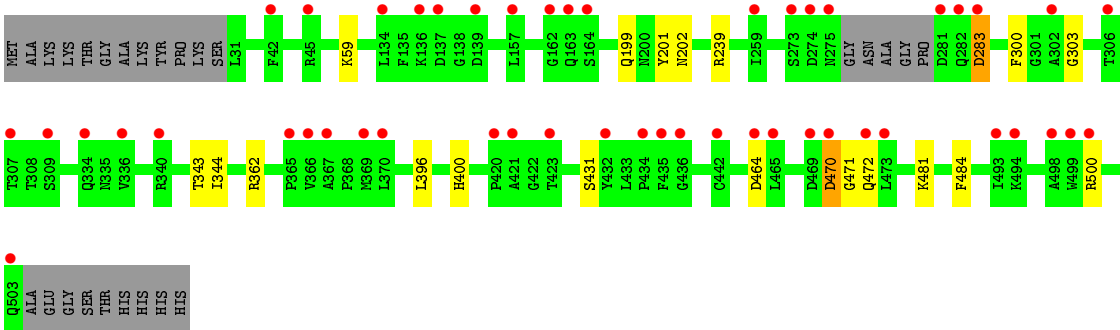 MET ALA LYS LYS THR GLY ALA LYS TYR PRO LYS SER L31 F42 R45 K59 L134 F135 K136 D137 G138 D139 L157 G162 Q163 S164 Q199 N200 Y201 N202 R239 I259 S273 D274 N275 GLY ASN ALA GLY PRO D281 Q282 D283 F300 G301 A302 G303 T306
T307 T308 S309 Q334 N335 V336 R340 T343 I344 R362 P365 V366 A367 P368 M369 L370 L396 H400 P420 A421 G422 T423 S431 Y432 L433 P434 F435 G436 C442 D464 L465 D469 D470 G471 Q472 L473 K481 F484 I493 K494 A498 W499 R500
Q503 ALA GLU GLY SER THR HIS HIS HIS HIS